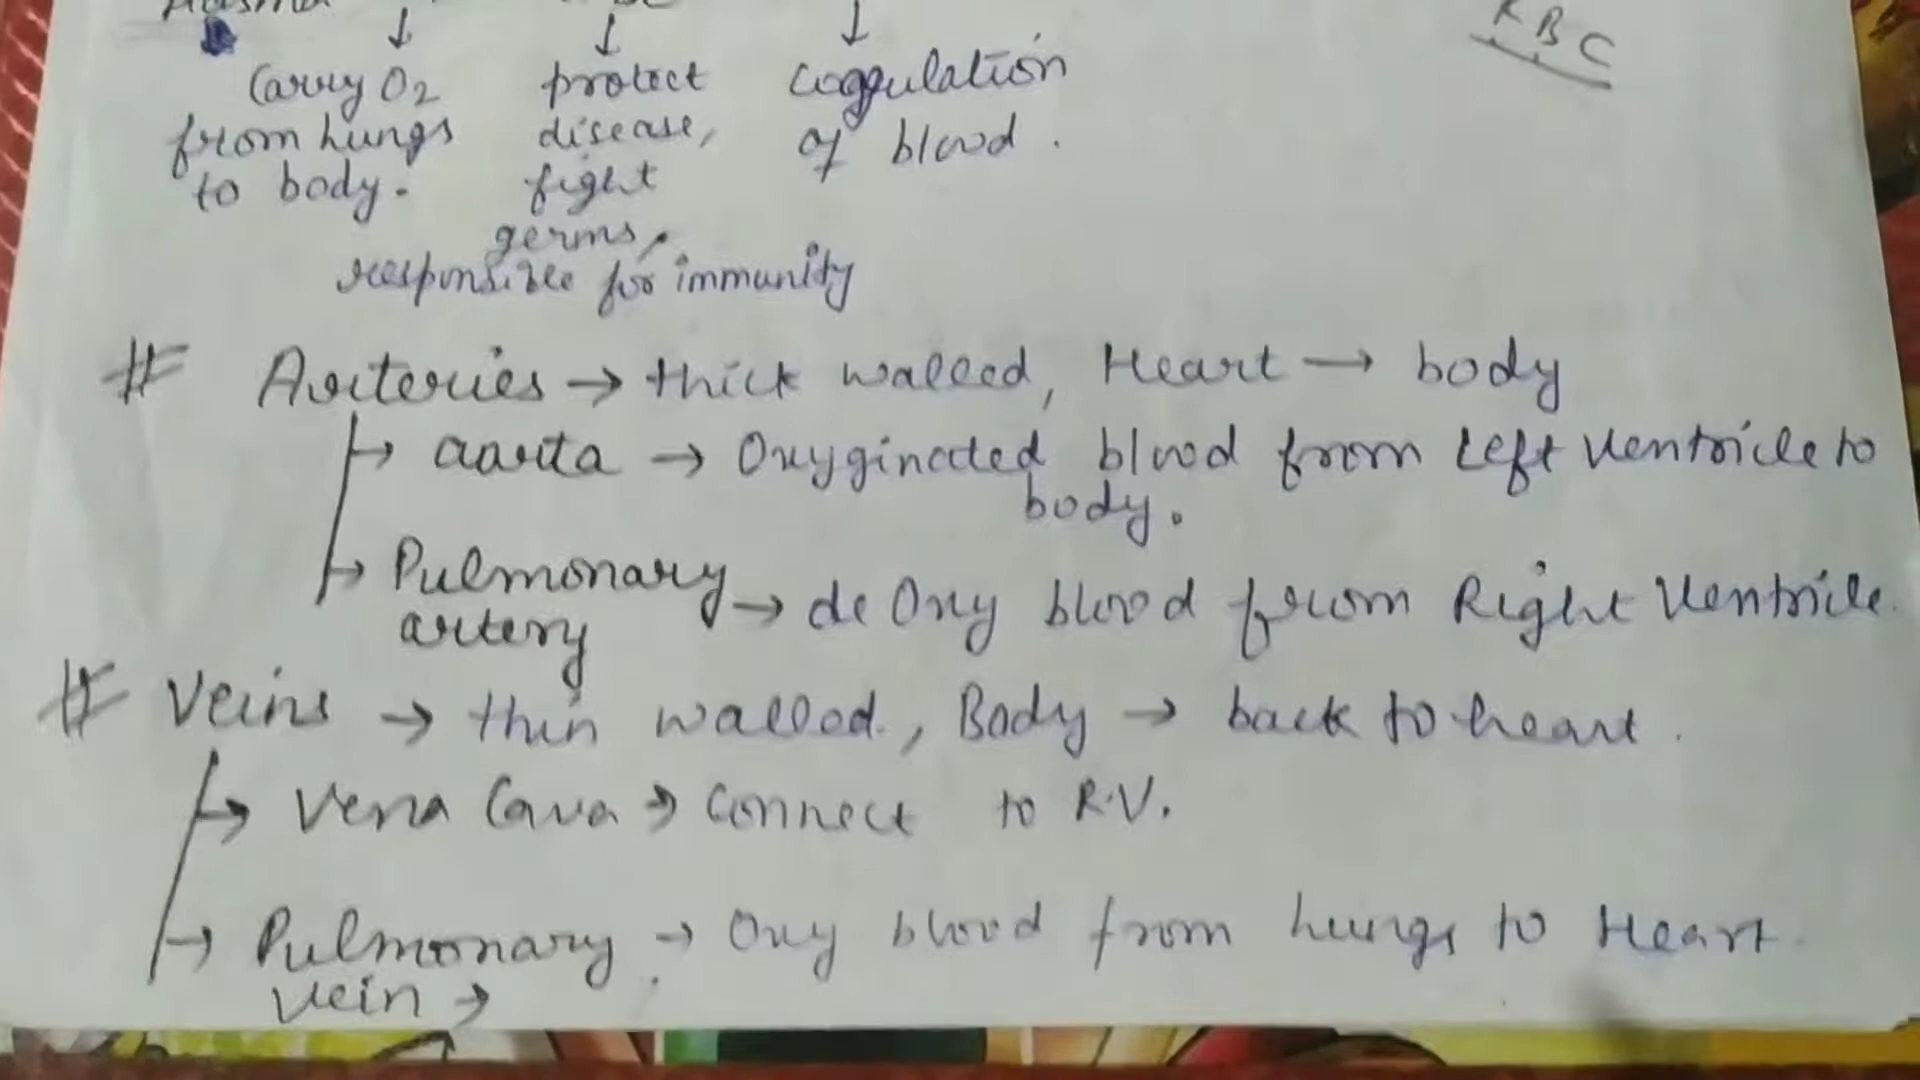 RBC
Carry O2 protect coggulation
from lungs disease, of blood.
to body. fight
germs,
responsible for immunity
# Arteries → thick walled, Heart → body
→ aorta → Oxyginated blood from Left Ventricle to
body.
→ Pulmonary → de Oxy blood from Right Ventricle.
artery
# Veins → thin walled, Body → back to heart.
→ Vena Cava → Connect to R.V.
→ Pulmonary → Oxy blood from lungs to Heart.
vein →